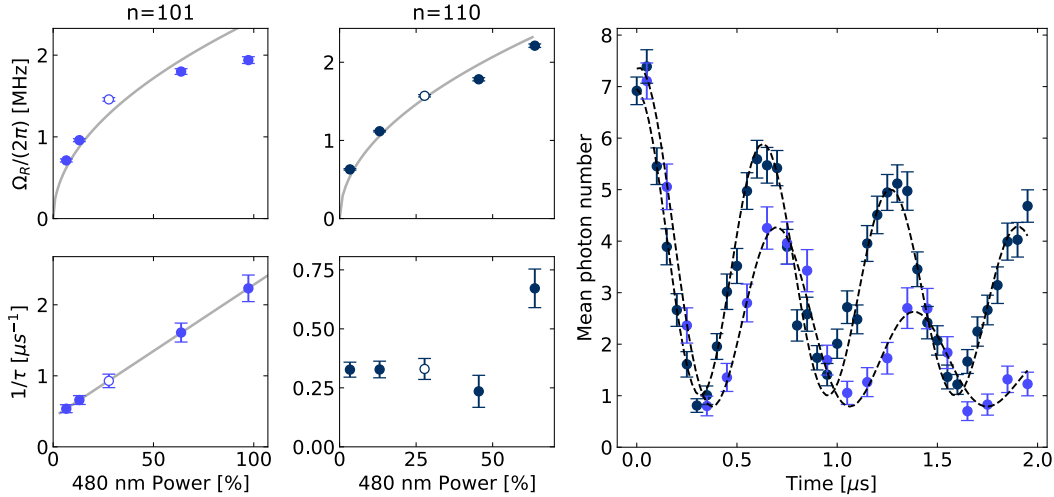 n=101
n=110
Ω_R/(2π) [MHz]
2
1
0
2
1
0
1/τ [μs⁻¹]
2
1
0
0.75
0.50
0.25
0.00
0 50 100
0 25 50
480 nm Power [%]
480 nm Power [%]
Mean photon number
8
7
6
5
4
3
2
1
0
0.0 0.5 1.0 1.5 2.0
Time [μs]